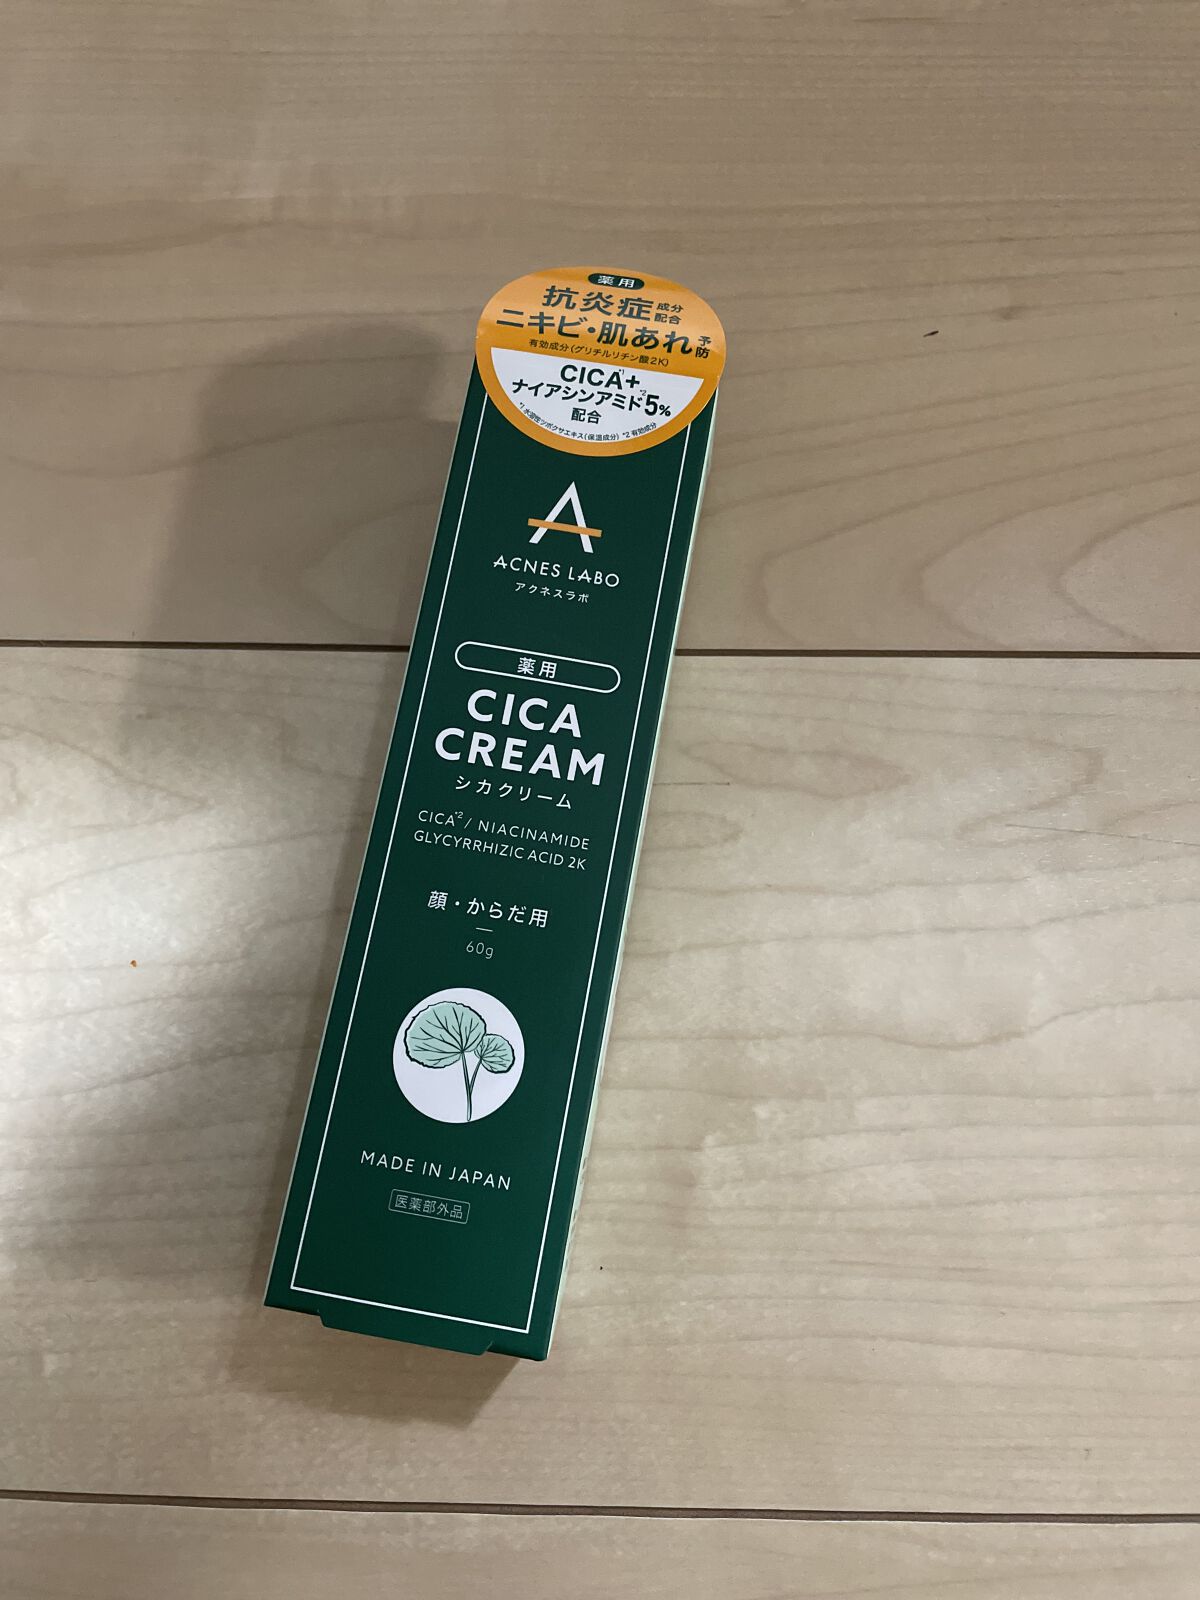 薬用
抗炎症成分配合
ニキビ・肌あれ予防
有効成分(グリチルリチン酸2K)
CICA*1+
ナイアシンアミド*2 5%
配合
*1 水溶性ツボクサエキス(保湿成分) *2 有効成分
A
ACNES LABO
アクネスラボ
薬用
CICA
CREAM
シカクリーム
CICA*2 / NIACINAMIDE
GLYCYRRHIZIC ACID 2K
顔・からだ用
60g
MADE IN JAPAN
医薬部外品